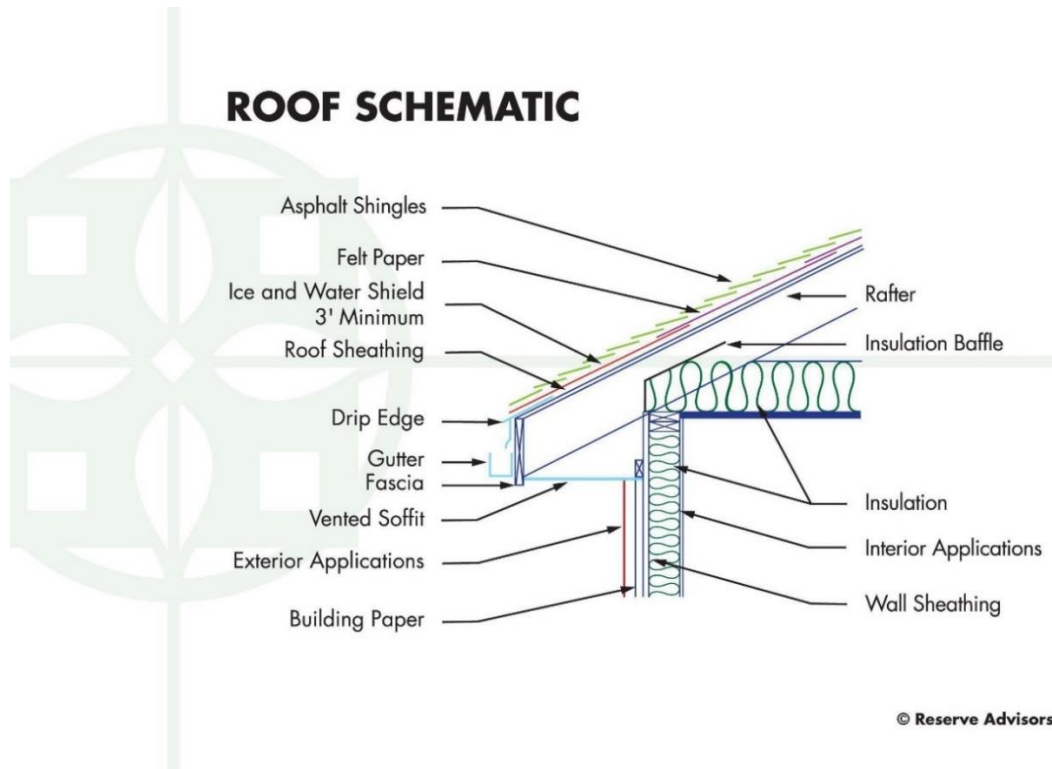 ROOF SCHEMATIC
Asphalt Shingles
Felt Paper
Ice and Water Shield
3' Minimum
Roof Sheathing
Drip Edge
Gutter
Fascia
Vented Soffit
Exterior Applications
Building Paper
Rafter
Insulation Baffle
Insulation
Interior Applications
Wall Sheathing
© Reserve Advisors